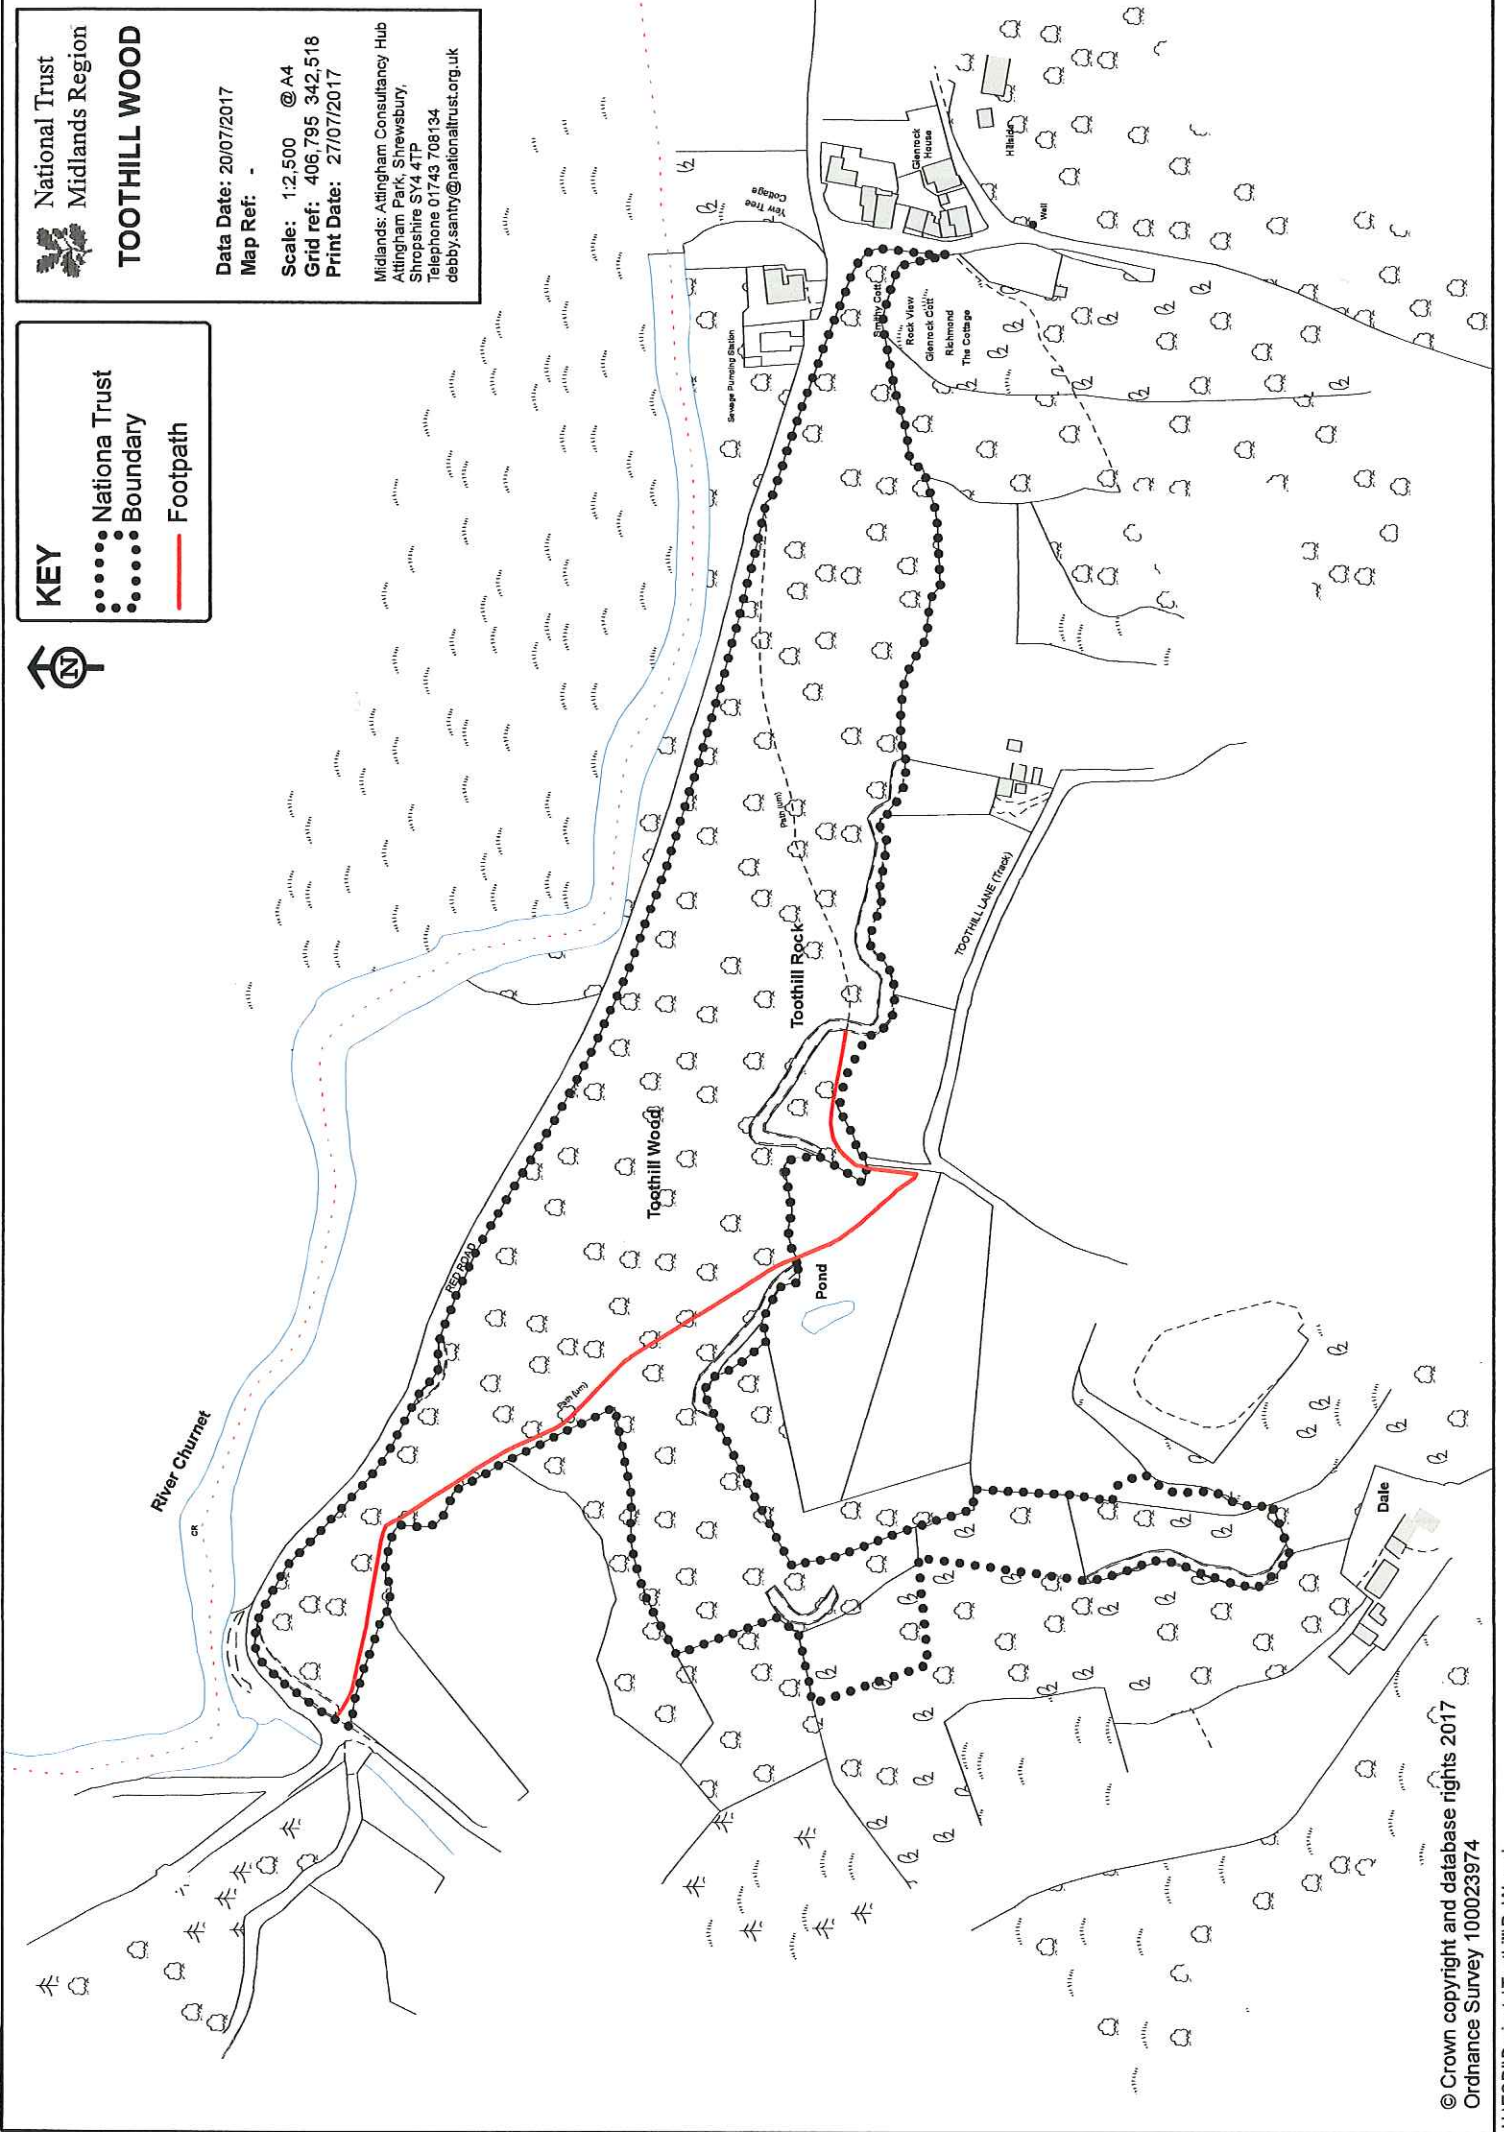 National Trust
Midlands Region
TOOTHILL WOOD
Data Date: 20/07/2017
Map Ref: -
Scale: 1:2,500 @ A4
Grid ref: 406,795 342,518
Print Date: 27/07/2017
Midlands: Attingham Consultancy Hub
Attingham Park, Shrewsbury,
Shropshire SY4 4TP
Telephone 01743 708134
debby.santry@nationaltrust.org.uk
KEY
Nationa Trust
Boundary
Footpath
N
River Churnet
CR
RED ROAD
Path (um)
Toothill Wood
Pond
Toothill Rock
Path (um)
TOOTHILL LANE (Track)
Sewage Pumping Station
Yew Tree
Cottage
Smithy Cott
Rock View
Glenrock Cott
Richmond
The Cottage
Glenrock
House
Hillside
Well
Dale
© Crown copyright and database rights 2017
Ordnance Survey 100023974